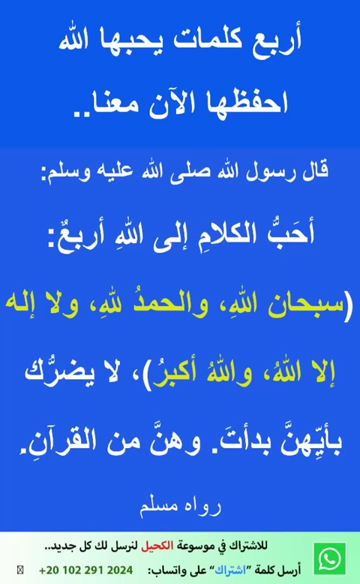 أربع كلمات يحبها الله
احفظها الآن معنا..
قال رسول الله صلى الله عليه وسلم:
أحَبُّ الكلامِ إلى اللهِ أربعٌ:
(سبحان اللهِ، والحمدُ للهِ، ولا إله
إلا اللهُ، واللهُ أكبرُ)، لا يضرُّك
بأيِّهنَّ بدأتَ. وهنَّ من القرآنِ.
رواه مسلم
للاشتراك في موسوعة الكحيل لنرسل لك كل جديد..
أرسل كلمة "اشتراك" على واتساب: +20 102 291 2024